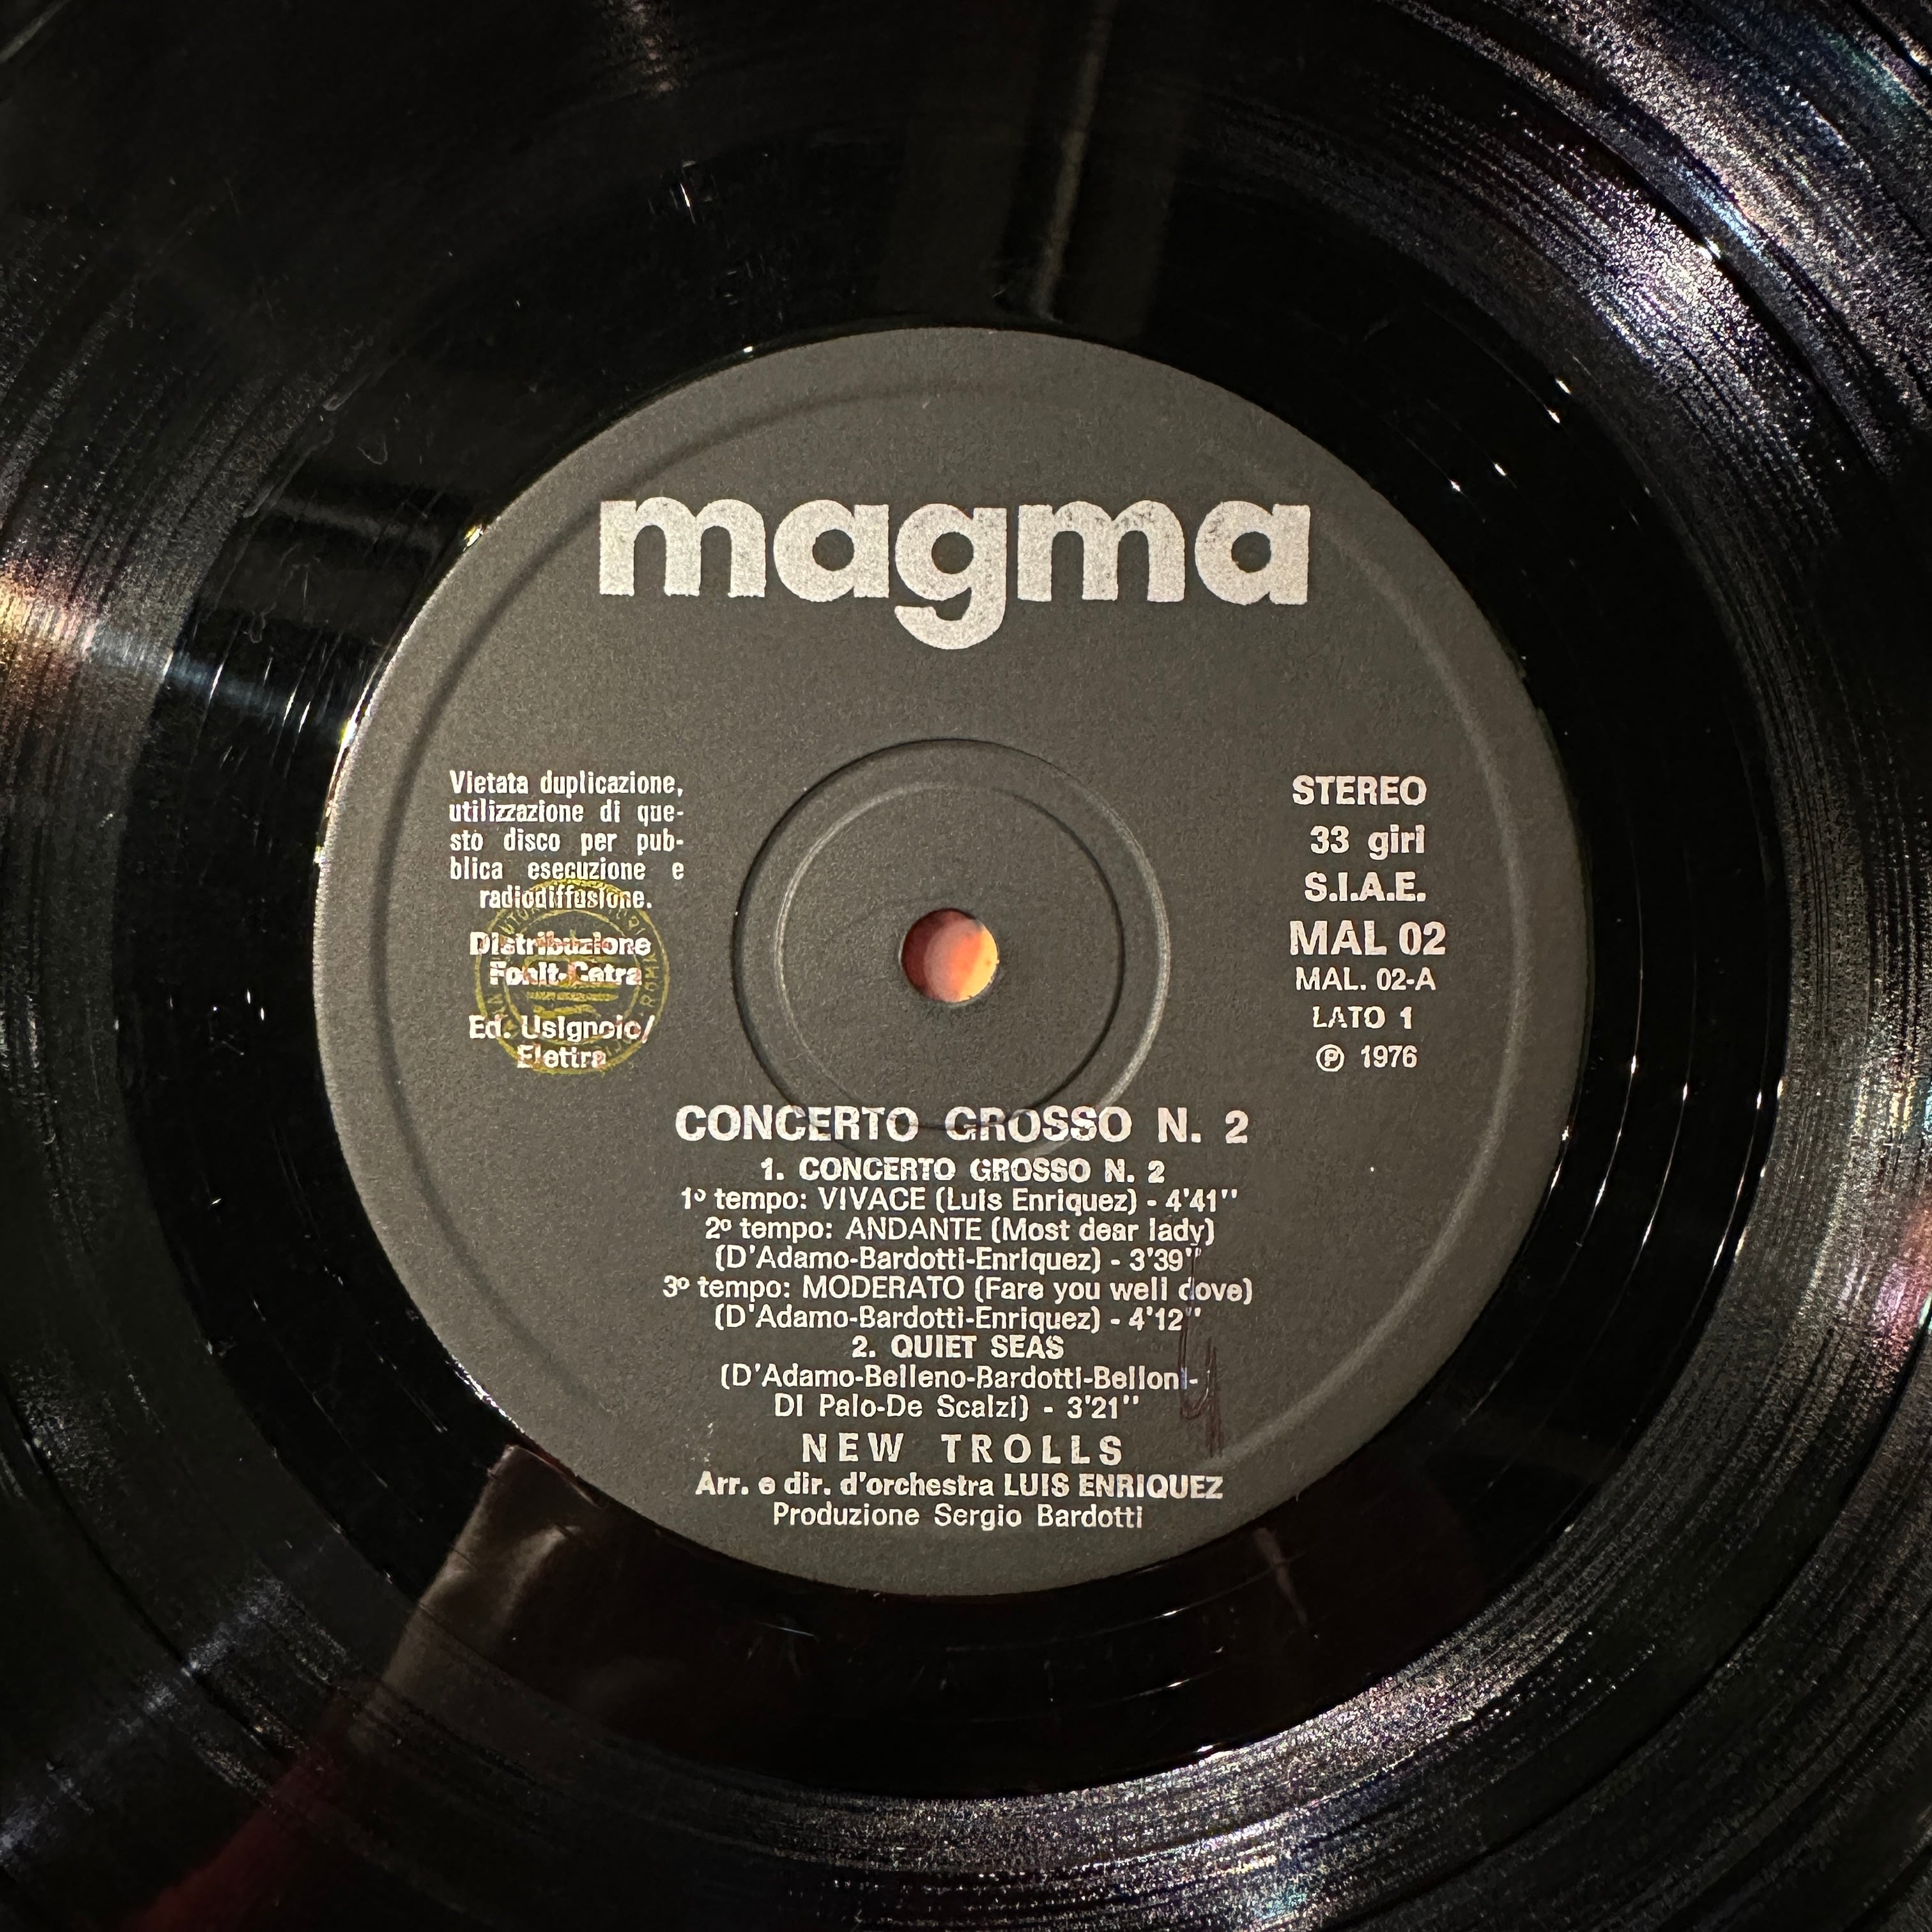 magma
Vietata duplicazione,
utilizzazione di que-
sto disco per pub-
blica esecuzione e
radiodiffusione.
Distribuzione
Fonit-Cetra
Ed. Usignolo/
Elettra
STEREO
33 giri
S.I.A.E.
MAL 02
MAL. 02-A
LATO 1
℗ 1976
CONCERTO GROSSO N. 2
1. CONCERTO GROSSO N. 2
1º tempo: VIVACE (Luis Enriquez) - 4'41''
2º tempo: ANDANTE (Most dear lady)
(D'Adamo-Bardotti-Enriquez) - 3'39''
3º tempo: MODERATO (Fare you well dove)
(D'Adamo-Bardotti-Enriquez) - 4'12''
2. QUIET SEAS
(D'Adamo-Belleno-Bardotti-Belloni-
Di Palo-De Scalzi) - 3'21''
NEW TROLLS
Arr. e dir. d'orchestra LUIS ENRIQUEZ
Produzione Sergio Bardotti